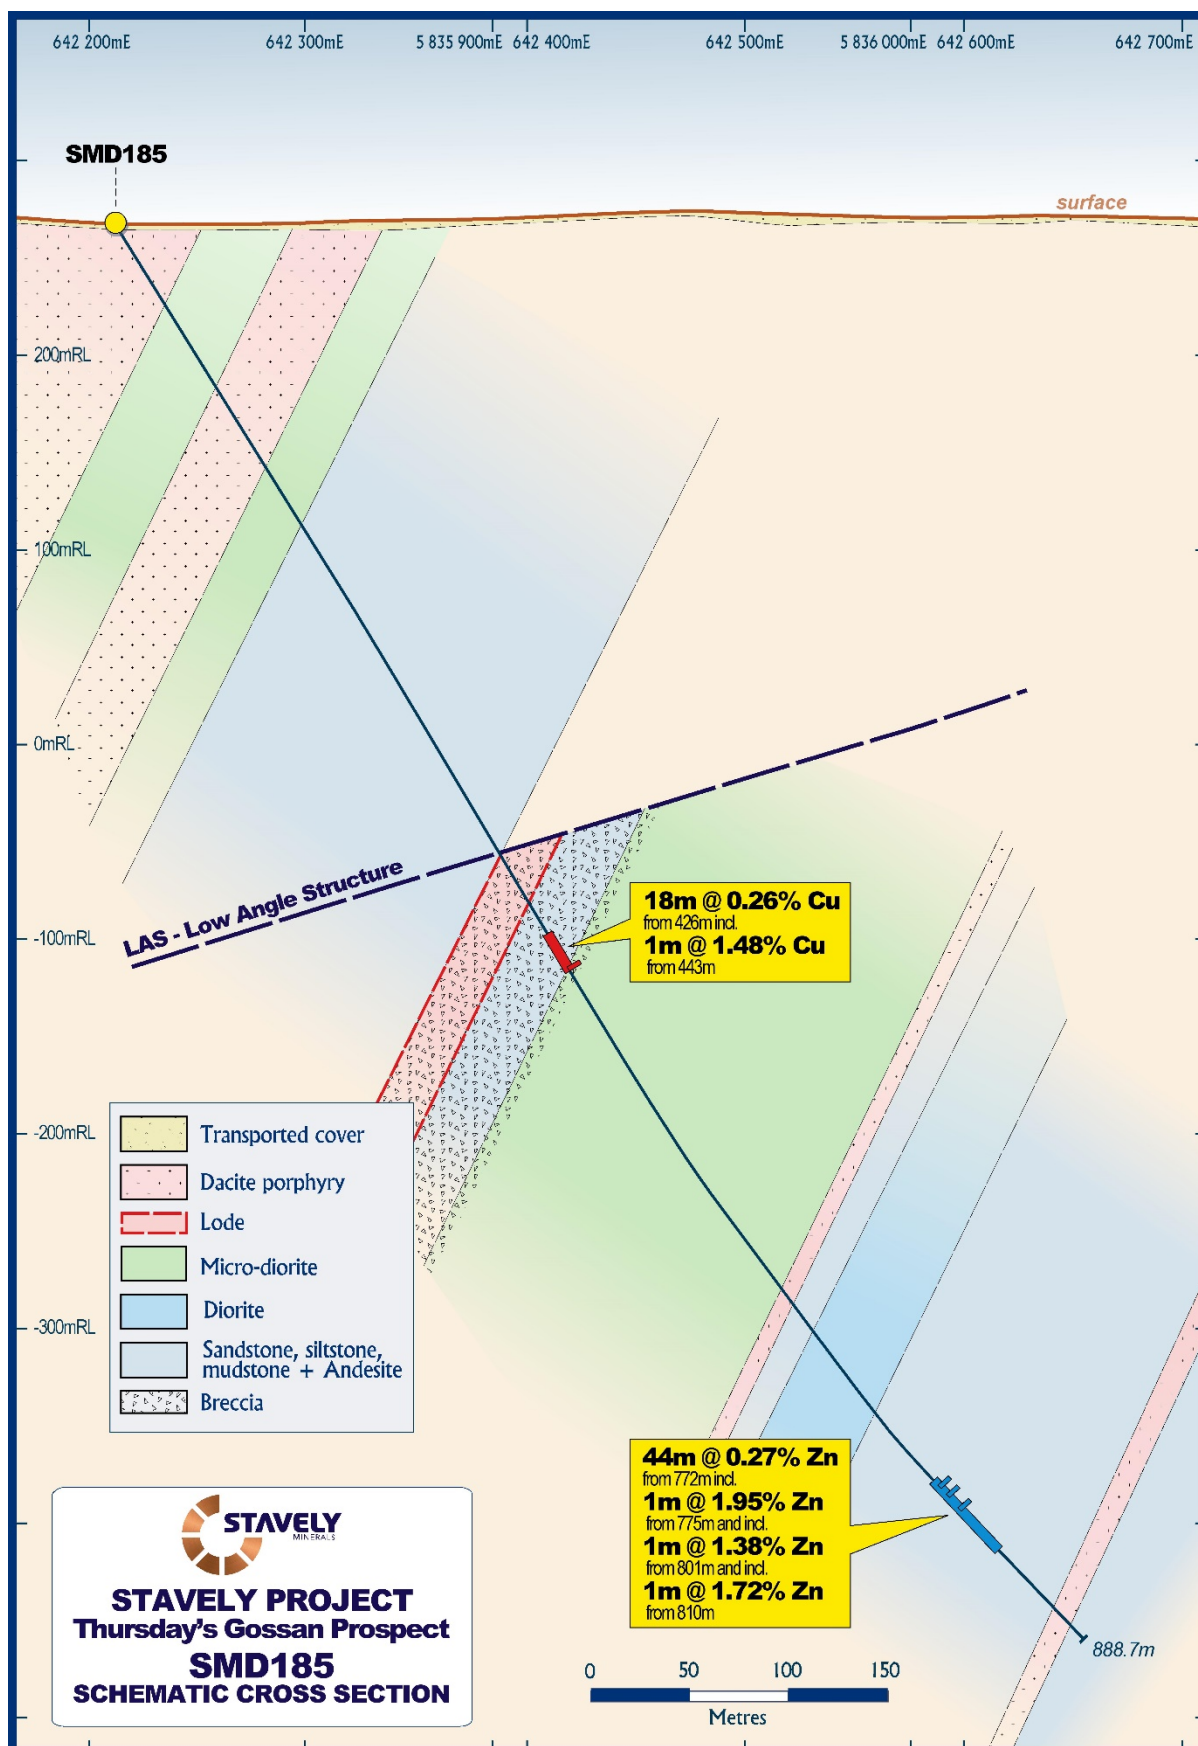 642 200mE
642 300mE
5 835 900mE
642 400mE
642 500mE
5 836 000mE
642 600mE
642 700mE
SMD185
surface
200mRL
100mRL
0mRL
LAS - Low Angle Structure
-100mRL
18m @ 0.26% Cu
from 426m incl.
1m @ 1.48% Cu
from 443m
-200mRL
-300mRL
Transported cover
Dacite porphyry
Lode
Micro-diorite
Diorite
Sandstone, siltstone,
mudstone + Andesite
Breccia
44m @ 0.27% Zn
from 772m incl.
1m @ 1.95% Zn
from 775m and incl.
1m @ 1.38% Zn
from 801m and incl.
1m @ 1.72% Zn
from 810m
888.7m
STAVELY
MINERALS
STAVELY PROJECT
Thursday's Gossan Prospect
SMD185
SCHEMATIC CROSS SECTION
0 50 100 150
Metres